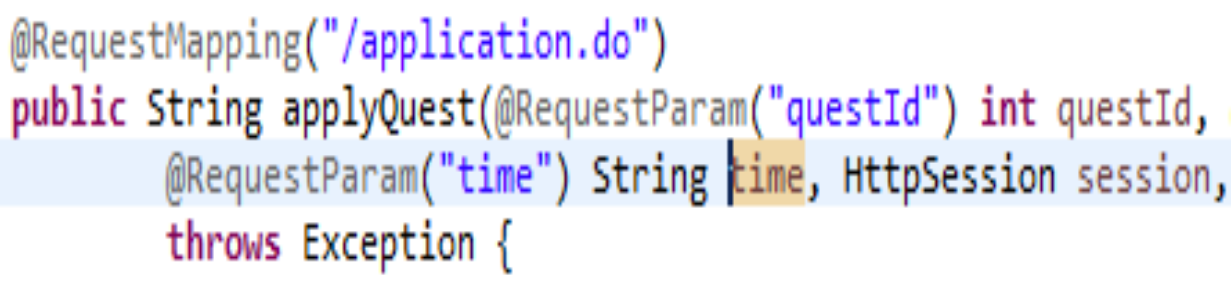 @RequestMapping("/application.do")
public String applyQuest(@RequestParam("questId") int questId,
@RequestParam("time") String time, HttpSession session,
throws Exception {